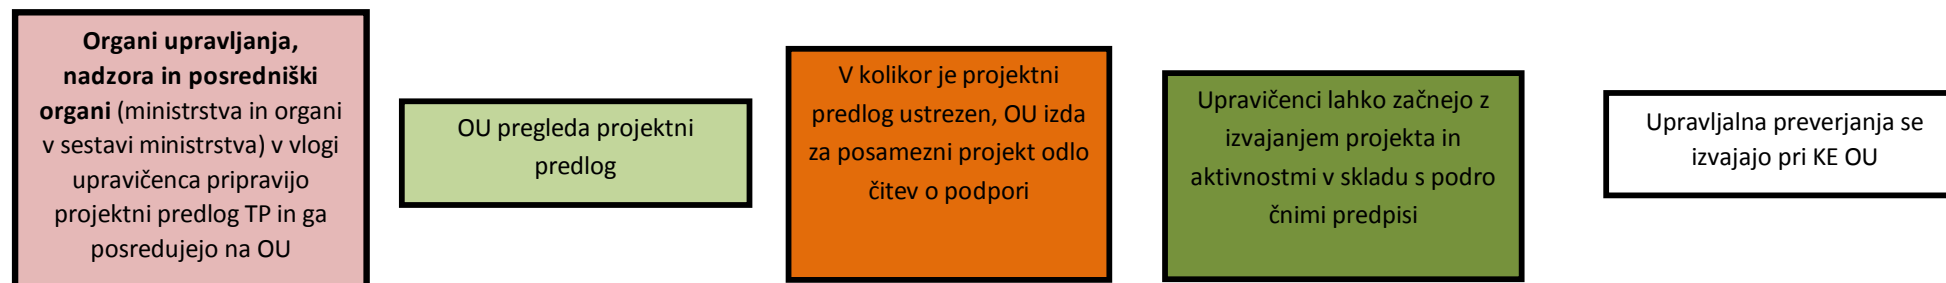 Organi upravljanja,
nadzora in posredniški
organi (ministrstva in organi
v sestavi ministrstva) v vlogi
upravičenca pripravijo
projektni predlog TP in ga
posredujejo na OU
OU pregleda projektni
predlog
V kolikor je projektni
predlog ustrezen, OU izda
za posamezni projekt odlo
čitev o podpori
Upravičenci lahko začnejo z
izvajanjem projekta in
aktivnostmi v skladu s podro
čnimi predpisi
Upravljalna preverjanja se
izvajajo pri KE OU